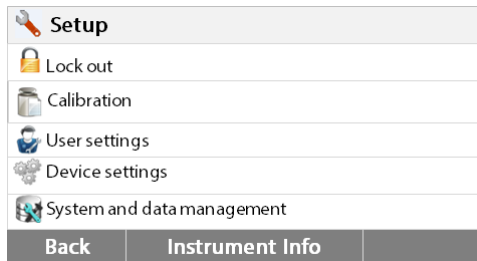 Setup
Lock out
Calibration
User settings
Device settings
System and data management
Back Instrument Info